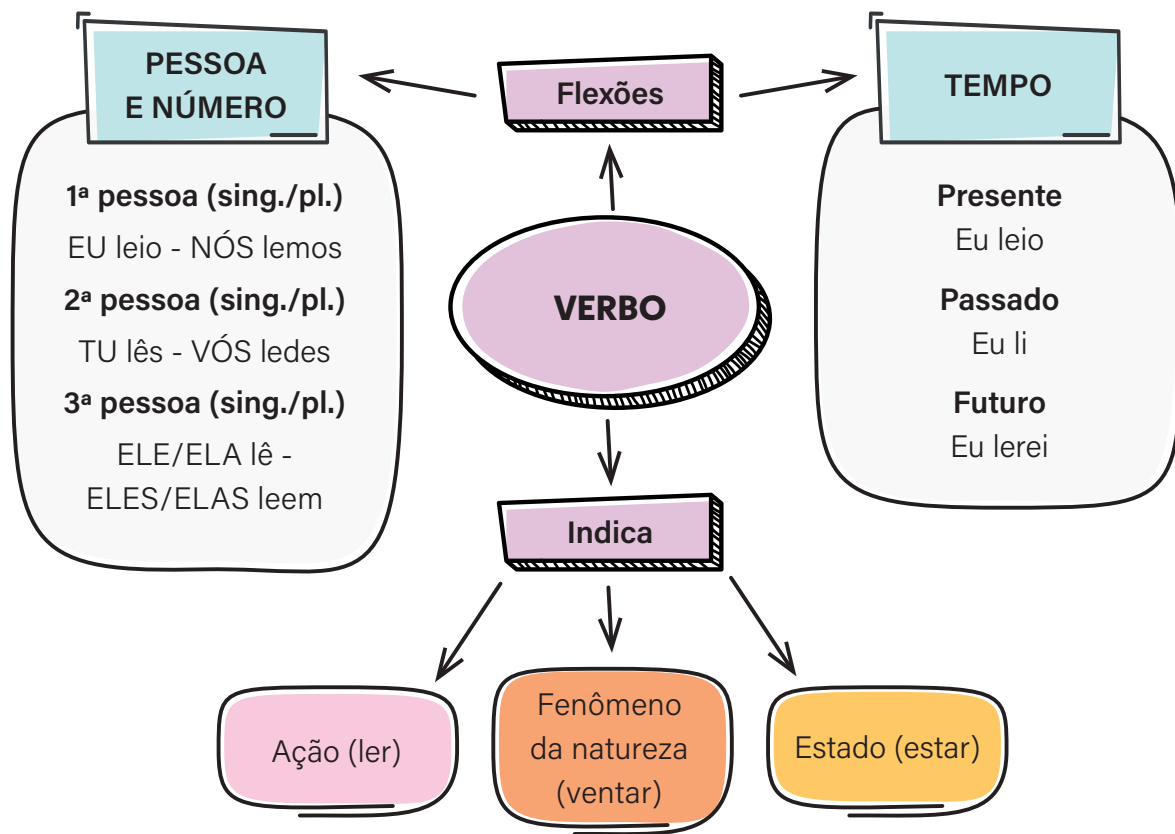 PESSOA
E NÚMERO
1ª pessoa (sing./pl.)
EU leio - NÓS lemos
2ª pessoa (sing./pl.)
TU lês - VÓS ledes
3ª pessoa (sing./pl.)
ELE/ELA lê -
ELES/ELAS leem
Flexões
TEMPO
Presente
Eu leio
Passado
Eu li
Futuro
Eu lerei
VERBO
Indica
Ação (ler)
Fenômeno
da natureza
(ventar)
Estado (estar)